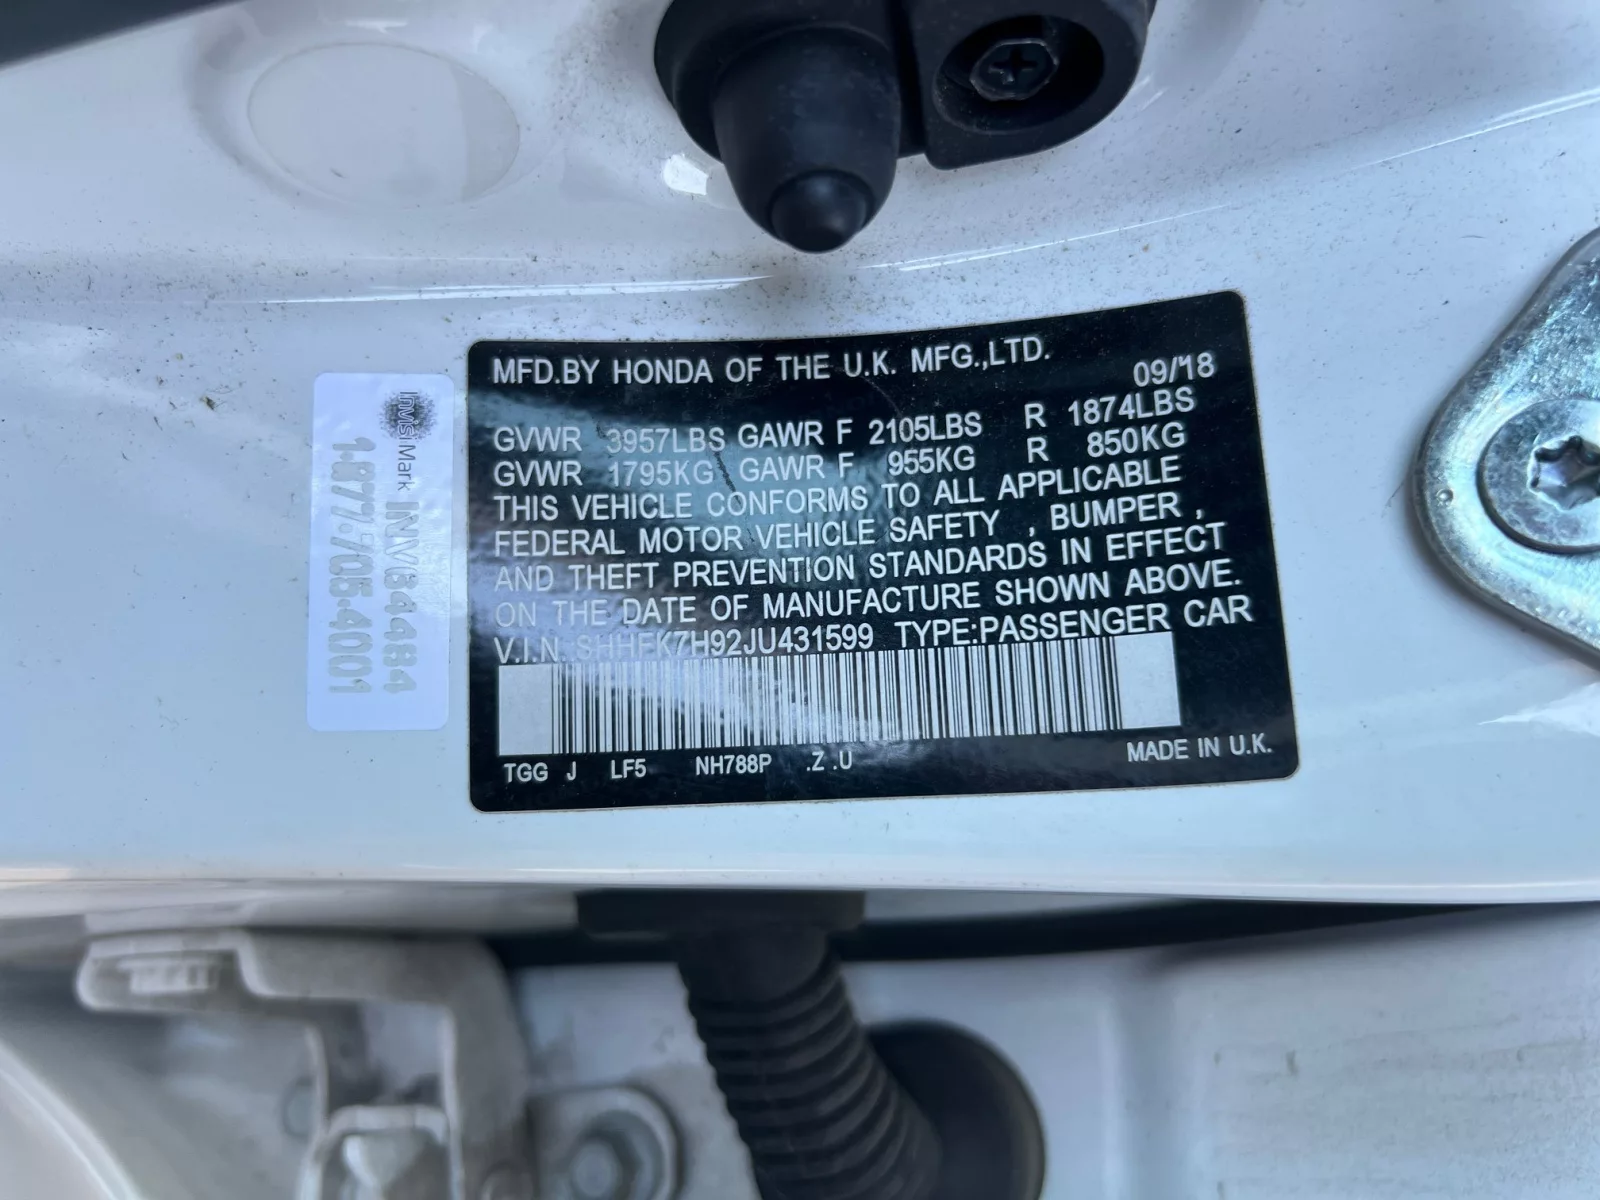 MFD.BY HONDA OF THE U.K. MFG.,LTD.
09/18
GVWR 3957LBS GAWR F 2105LBS R 1874LBS
GVWR 1795KG GAWR F 955KG R 850KG
THIS VEHICLE CONFORMS TO ALL APPLICABLE
FEDERAL MOTOR VEHICLE SAFETY , BUMPER ,
AND THEFT PREVENTION STANDARDS IN EFFECT
ON THE DATE OF MANUFACTURE SHOWN ABOVE.
V.I.N. SHHFK7H92JU431599 TYPE:PASSENGER CAR
TGG J LF5 NH788P .Z .U
MADE IN U.K.
InvisiMark INV34484
1.877.705.4001